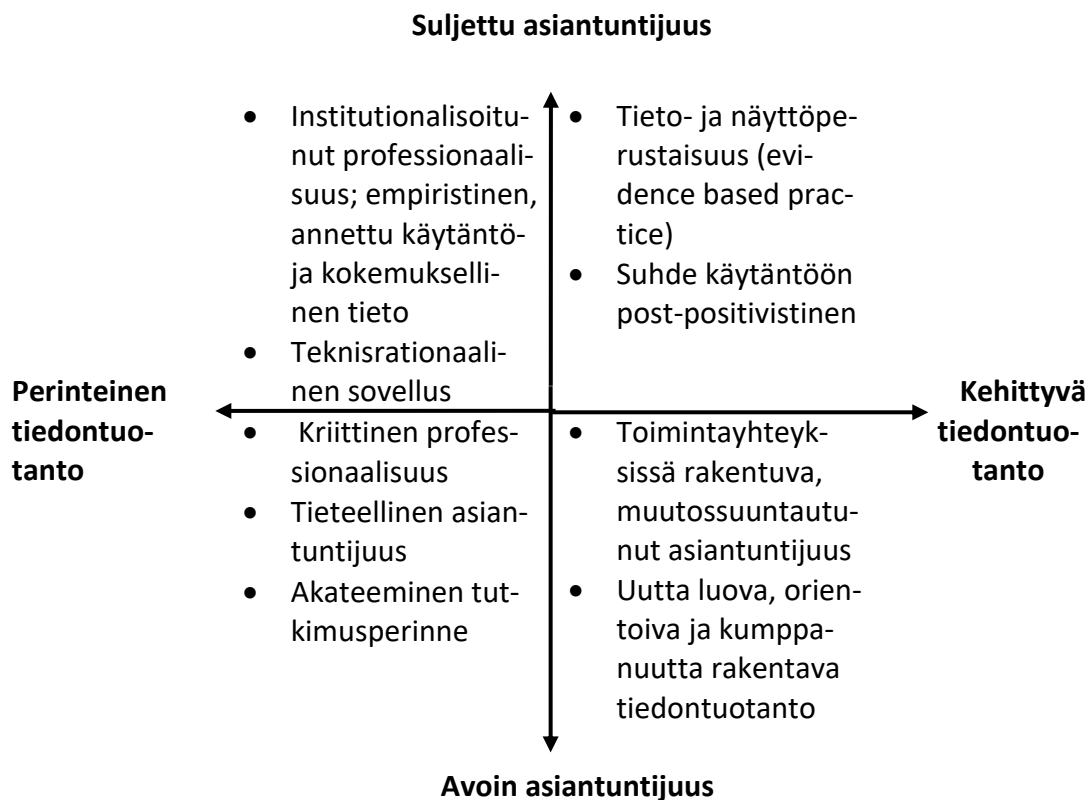 Suljettu asiantuntijuus
• Institutionalisoitu-
nut professionaali-
suus; empiristinen,
annettu käytäntö-
ja kokemukselli-
nen tieto
• Teknisrationaali-
nen sovellus
• Tieto- ja näyttöpe-
rustaisuus (evi-
dence based prac-
tice)
• Suhde käytäntöön
post-positivistinen
Perinteinen
tiedontuo-
tanto
Kehittyvä
tiedontuo-
tanto
• Kriittinen profes-
sionaalisuus
• Tieteellinen asian-
tuntijuus
• Akateeminen tut-
kimusperinne
• Toimintayhteyk-
sissä rakentuva,
muutossuuntautu-
nut asiantuntijuus
• Uutta luova, orien-
toiva ja kumppa-
nuutta rakentava
tiedontuotanto
Avoin asiantuntijuus